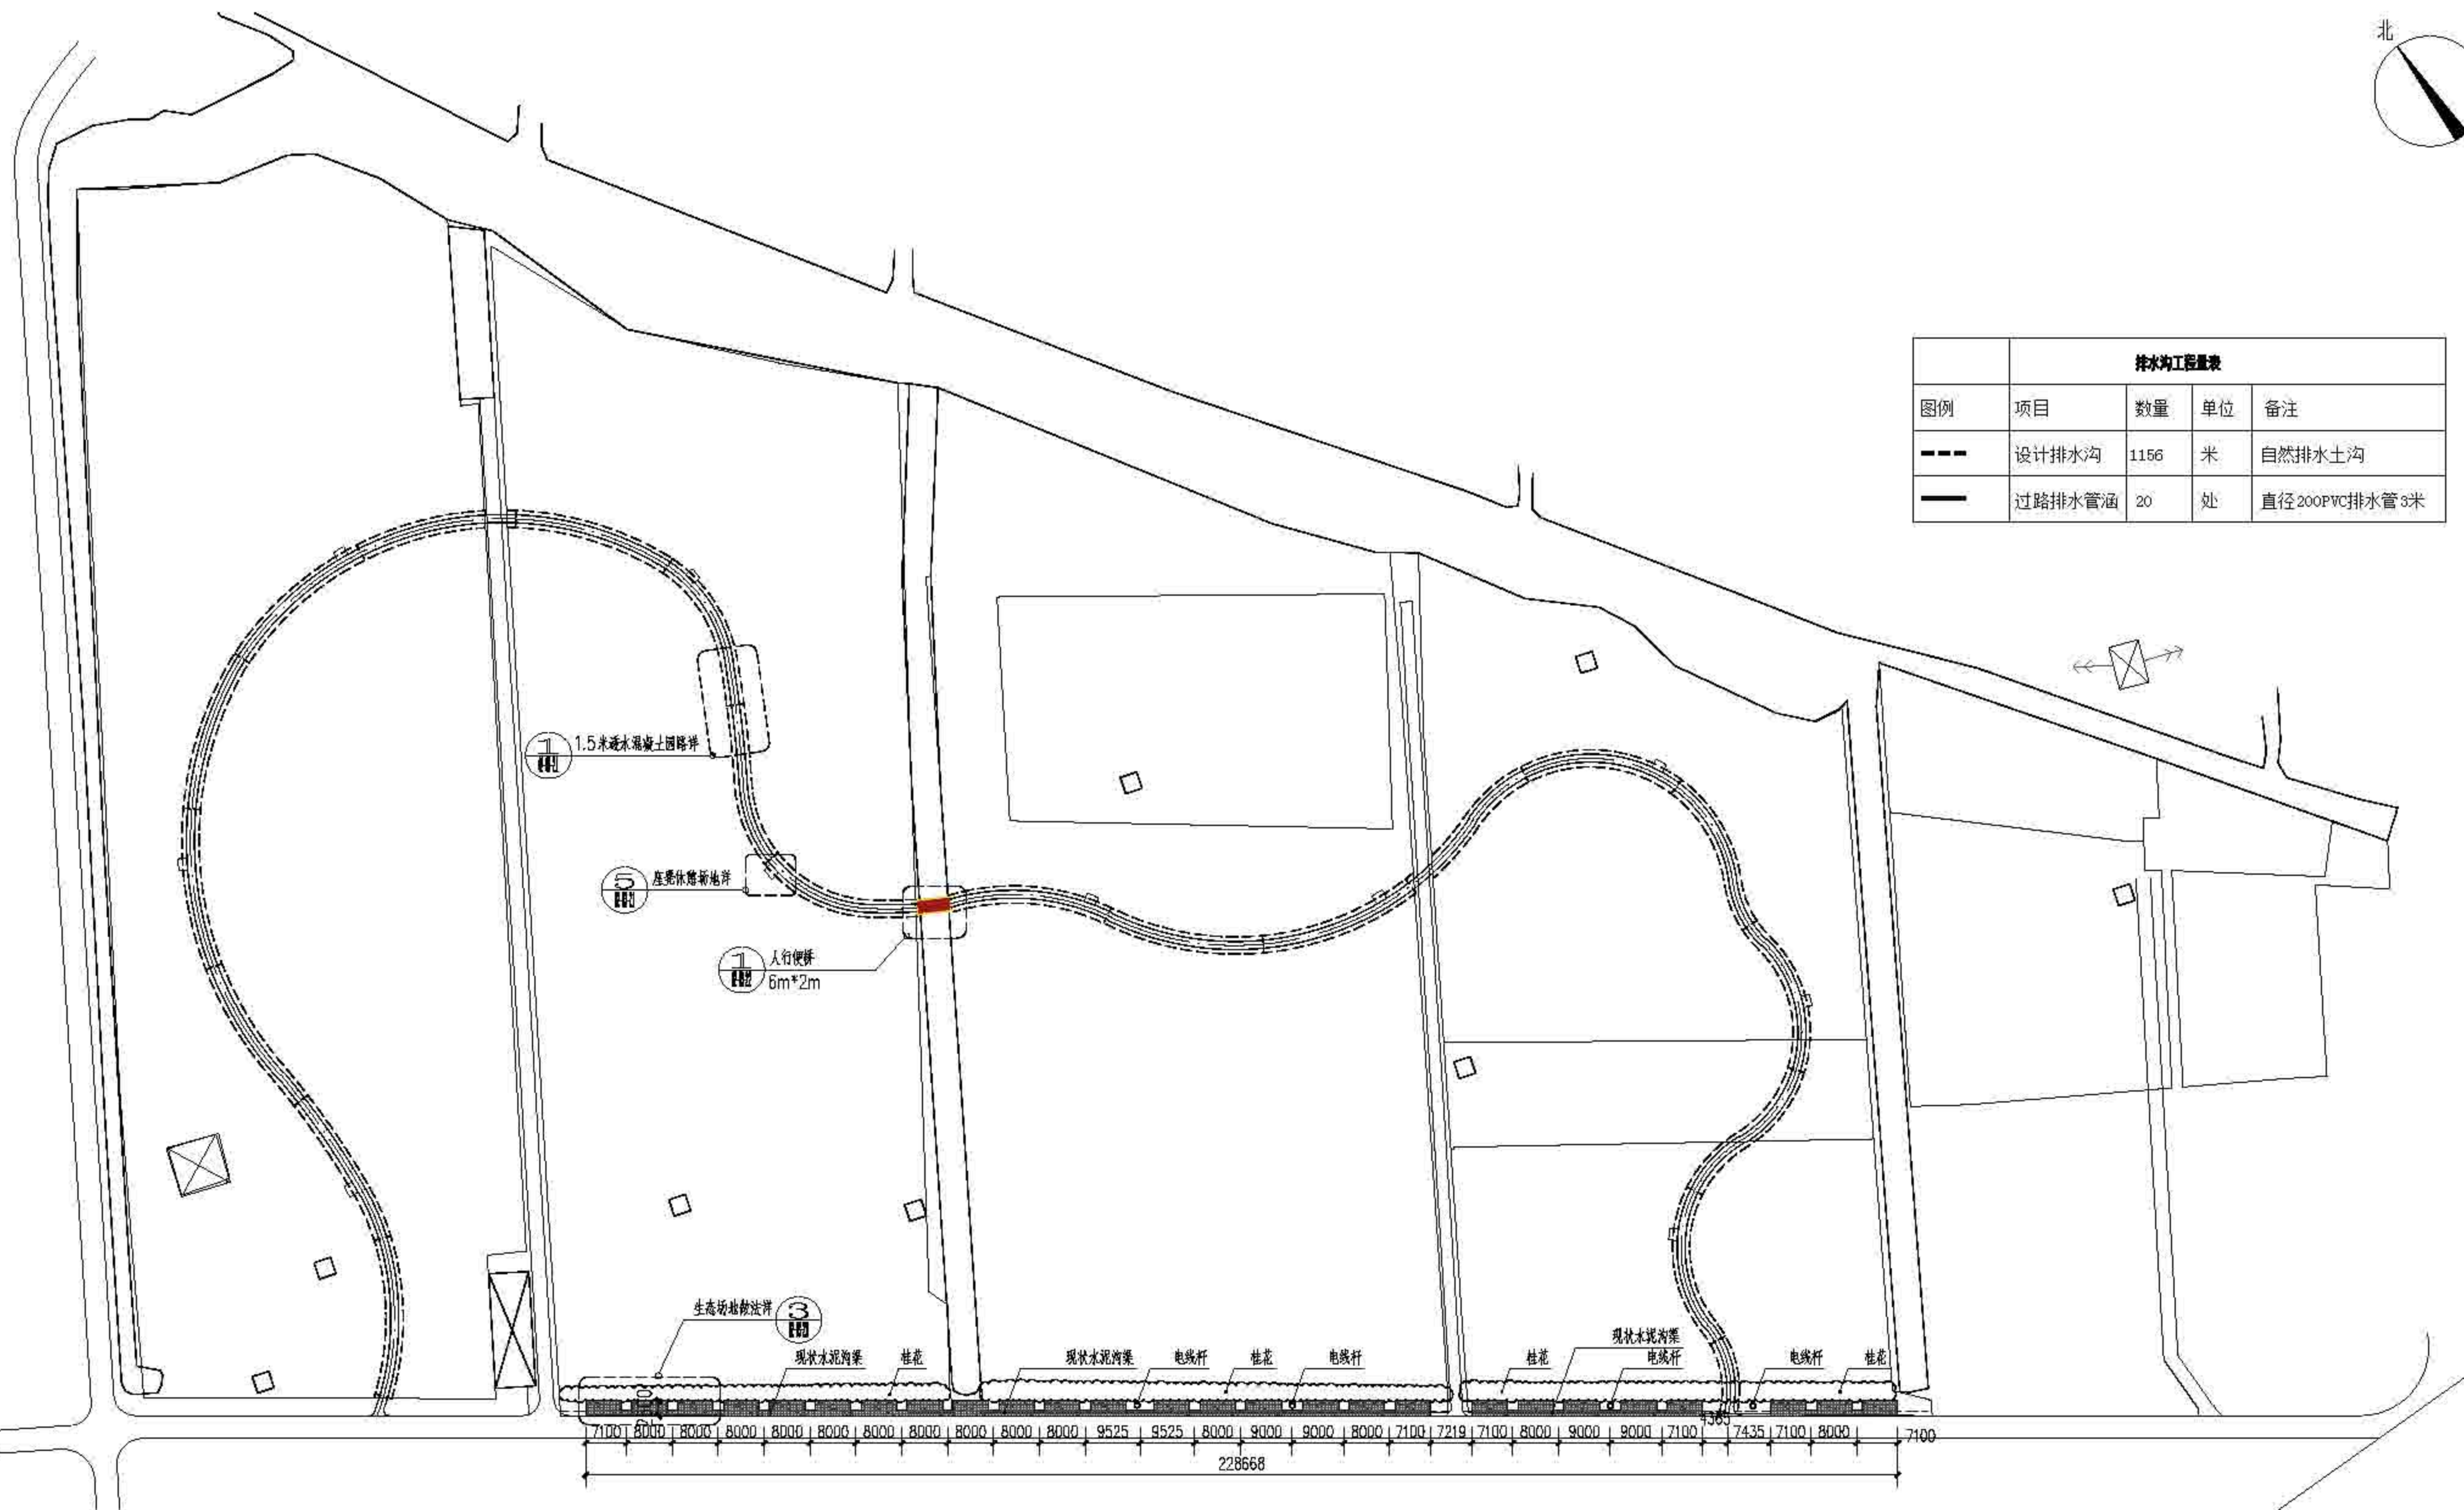 北
排水沟工程量表
图例 项目 数量 单位 备注
设计排水沟 1156 米 自然排水土沟
过路排水管涵 20 处 直径200PVC排水管3米
1 1.5米透水混凝土园路详
5 座凳休憩场地详
1 人行便桥
6m*2m
生态场地做法详 3
现状水泥沟渠 桂花 现状水泥沟渠 电线杆 桂花 电线杆 桂花 现状水泥沟渠 电线杆 电线杆 桂花
7100 8000 8000 8000 8000 8000 8000 8000 8000 8000 8000 9525 9525 8000 9000 9000 8000 7100 7219 7100 8000 9000 9000 7100 4365 7435 7100 8000 7100
228668